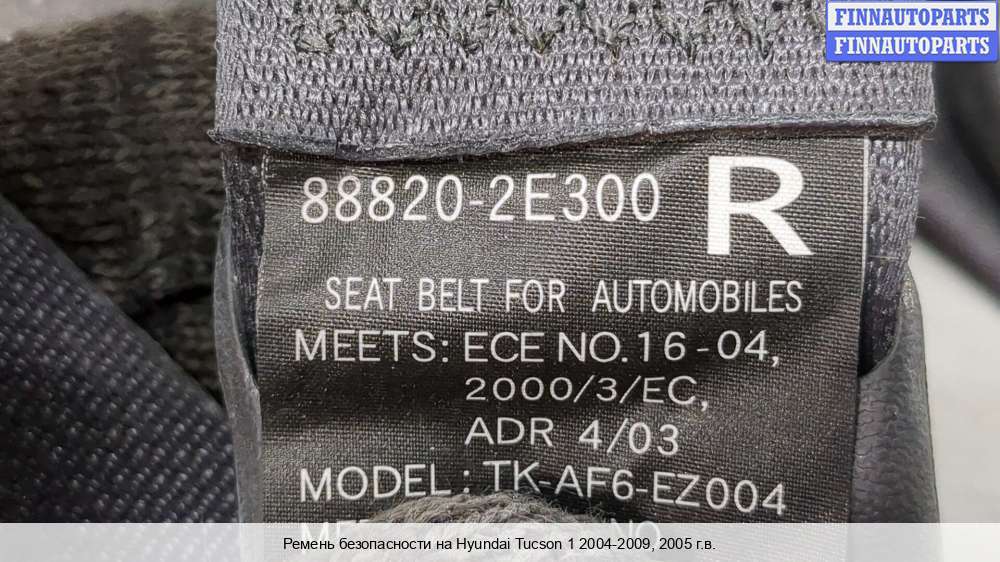 FINNAUTOPARTS
FINNAUTOPARTS
88820-2E300 R
SEAT BELT FOR AUTOMOBILES
MEETS: ECE NO.16-04,
2000/3/EC,
ADR 4/03
MODEL: TK-AF6-EZ004
Ремень безопасности на Hyundai Tucson 1 2004-2009, 2005 г.в.